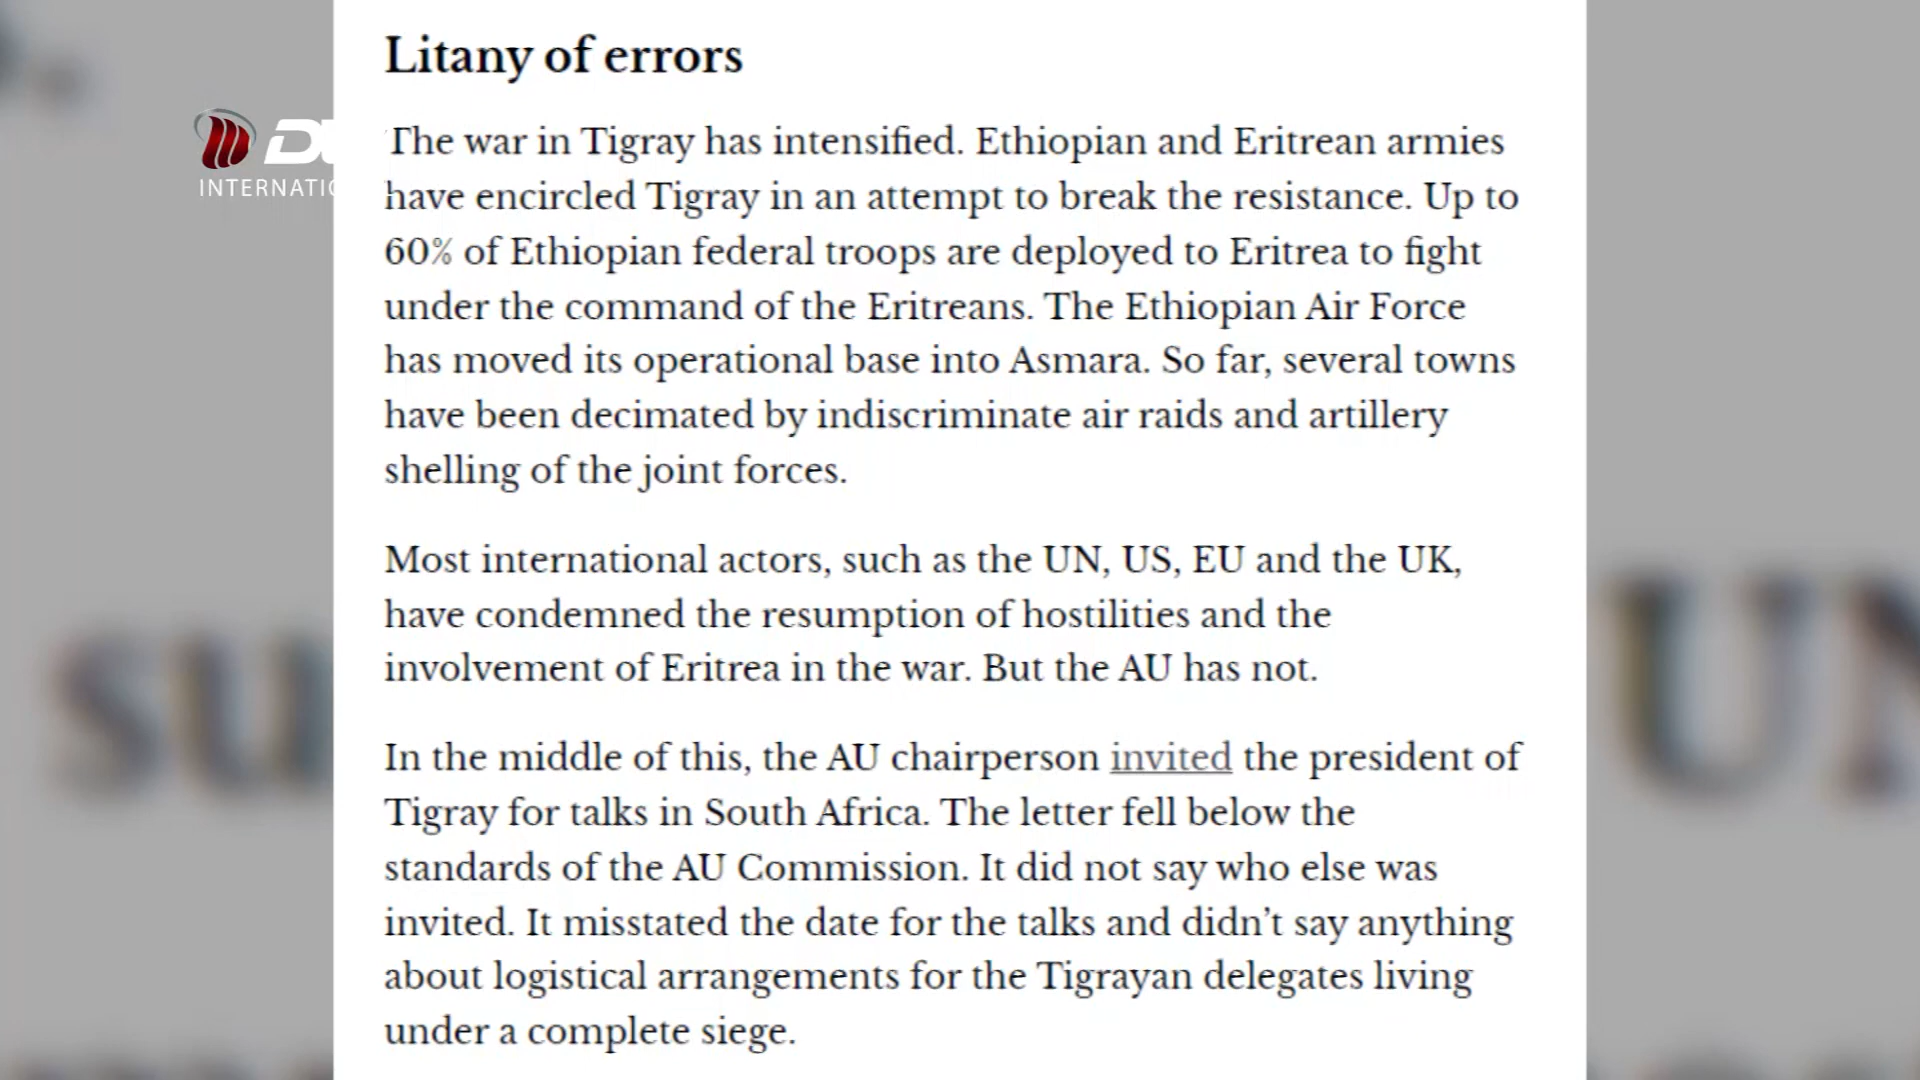 Litany of errors
The war in Tigray has intensified. Ethiopian and Eritrean armies
have encircled Tigray in an attempt to break the resistance. Up to
60% of Ethiopian federal troops are deployed to Eritrea to fight
under the command of the Eritreans. The Ethiopian Air Force
has moved its operational base into Asmara. So far, several towns
have been decimated by indiscriminate air raids and artillery
shelling of the joint forces.
Most international actors, such as the UN, US, EU and the UK,
have condemned the resumption of hostilities and the
involvement of Eritrea in the war. But the AU has not.
In the middle of this, the AU chairperson invited the president of
Tigray for talks in South Africa. The letter fell below the
standards of the AU Commission. It did not say who else was
invited. It misstated the date for the talks and didn’t say anything
about logistical arrangements for the Tigrayan delegates living
under a complete siege.